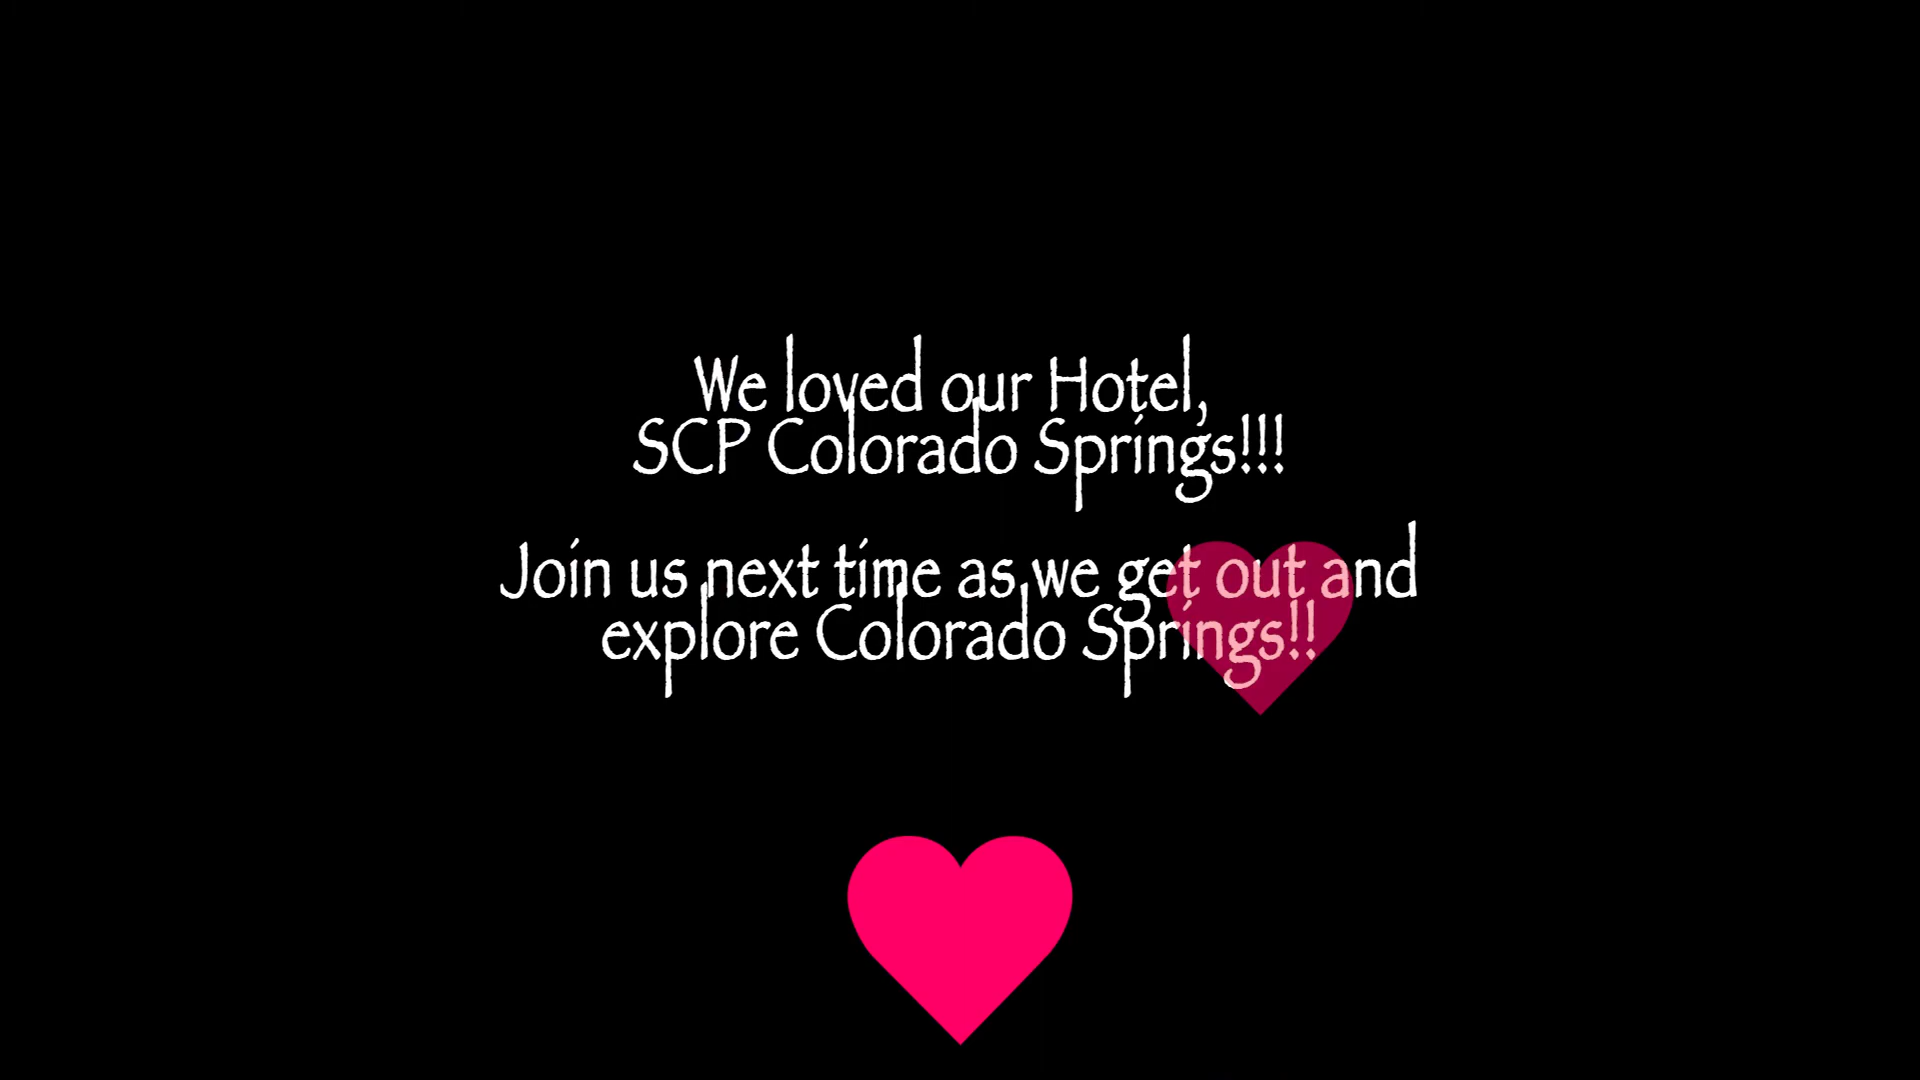 We loved our Hotel,
SCP Colorado Springs!!!
Join us next time as we get out and
explore Colorado Springs!!